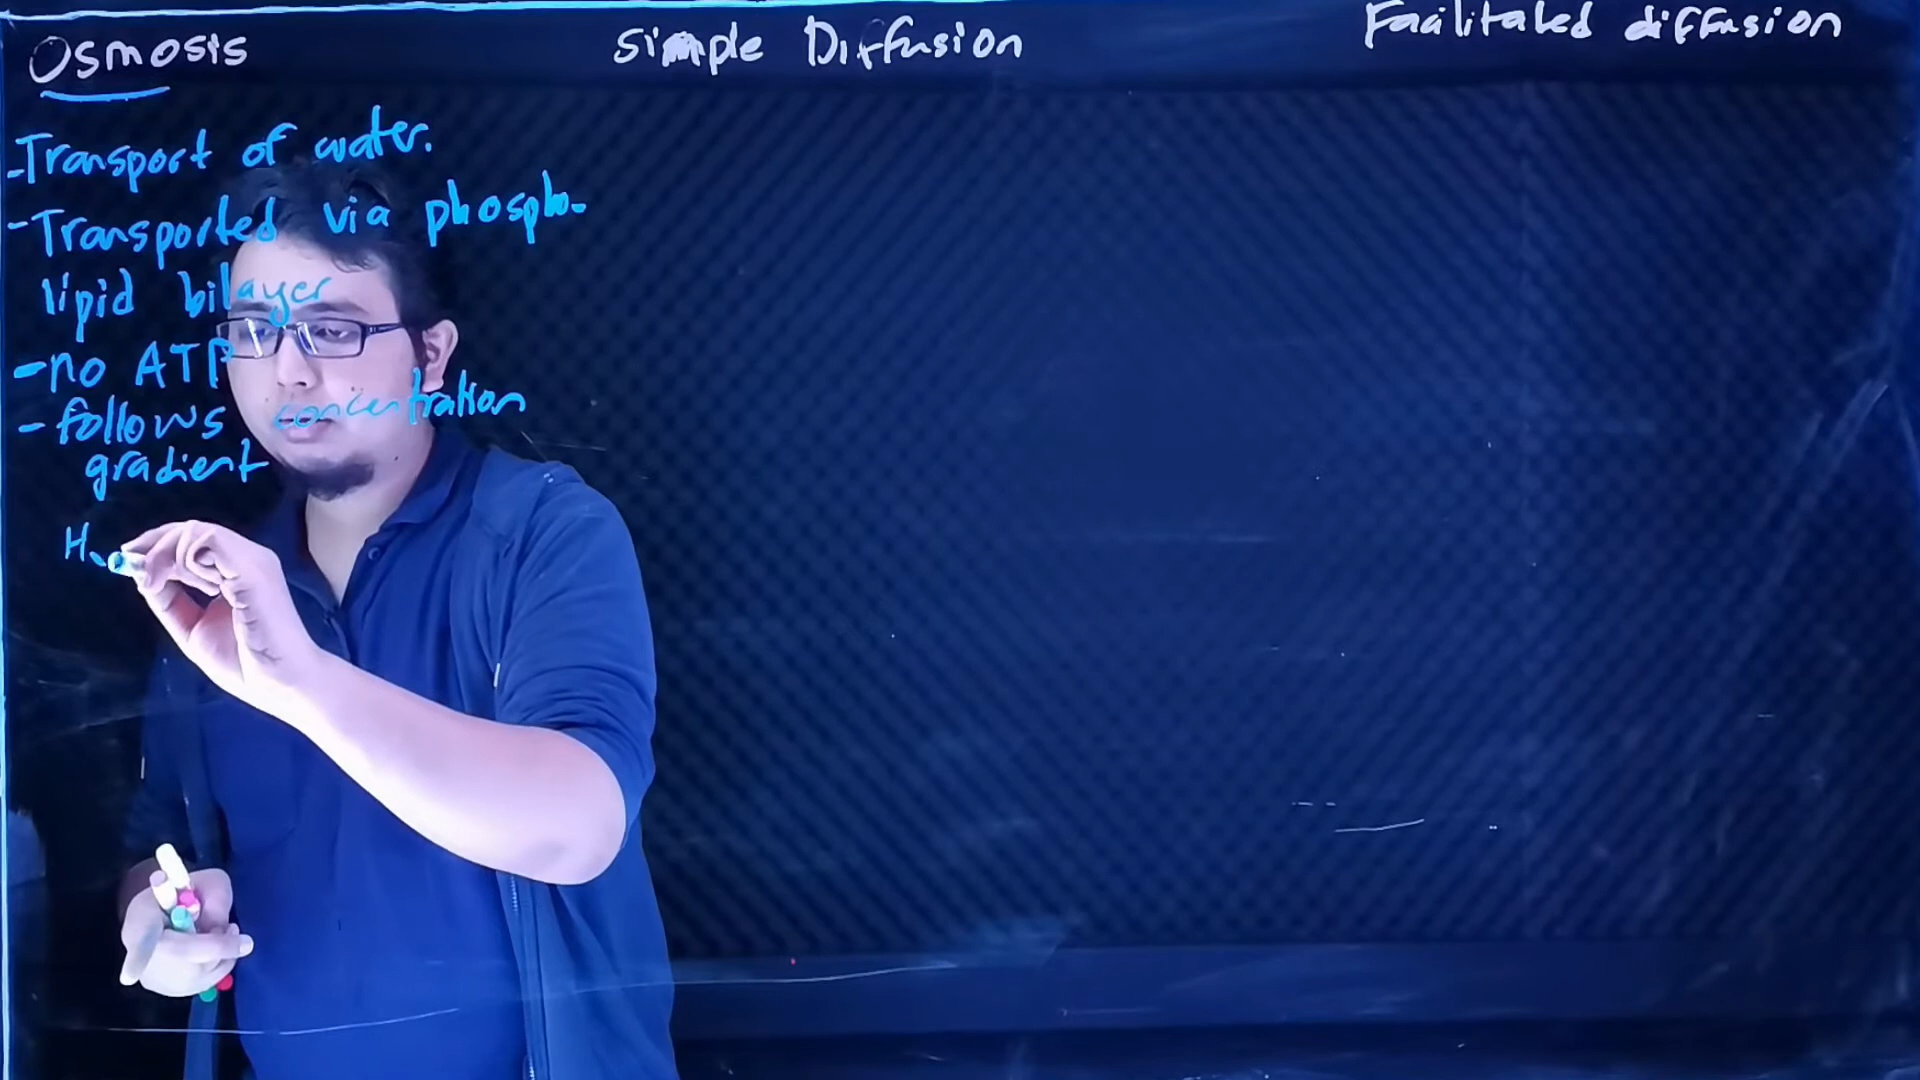 Osmosis
Simple Diffusion
Facilitated diffusion
- Transport of water.
- Transported via phospho-
lipid bilayer
- no ATP
- follows concentration
gradient
H